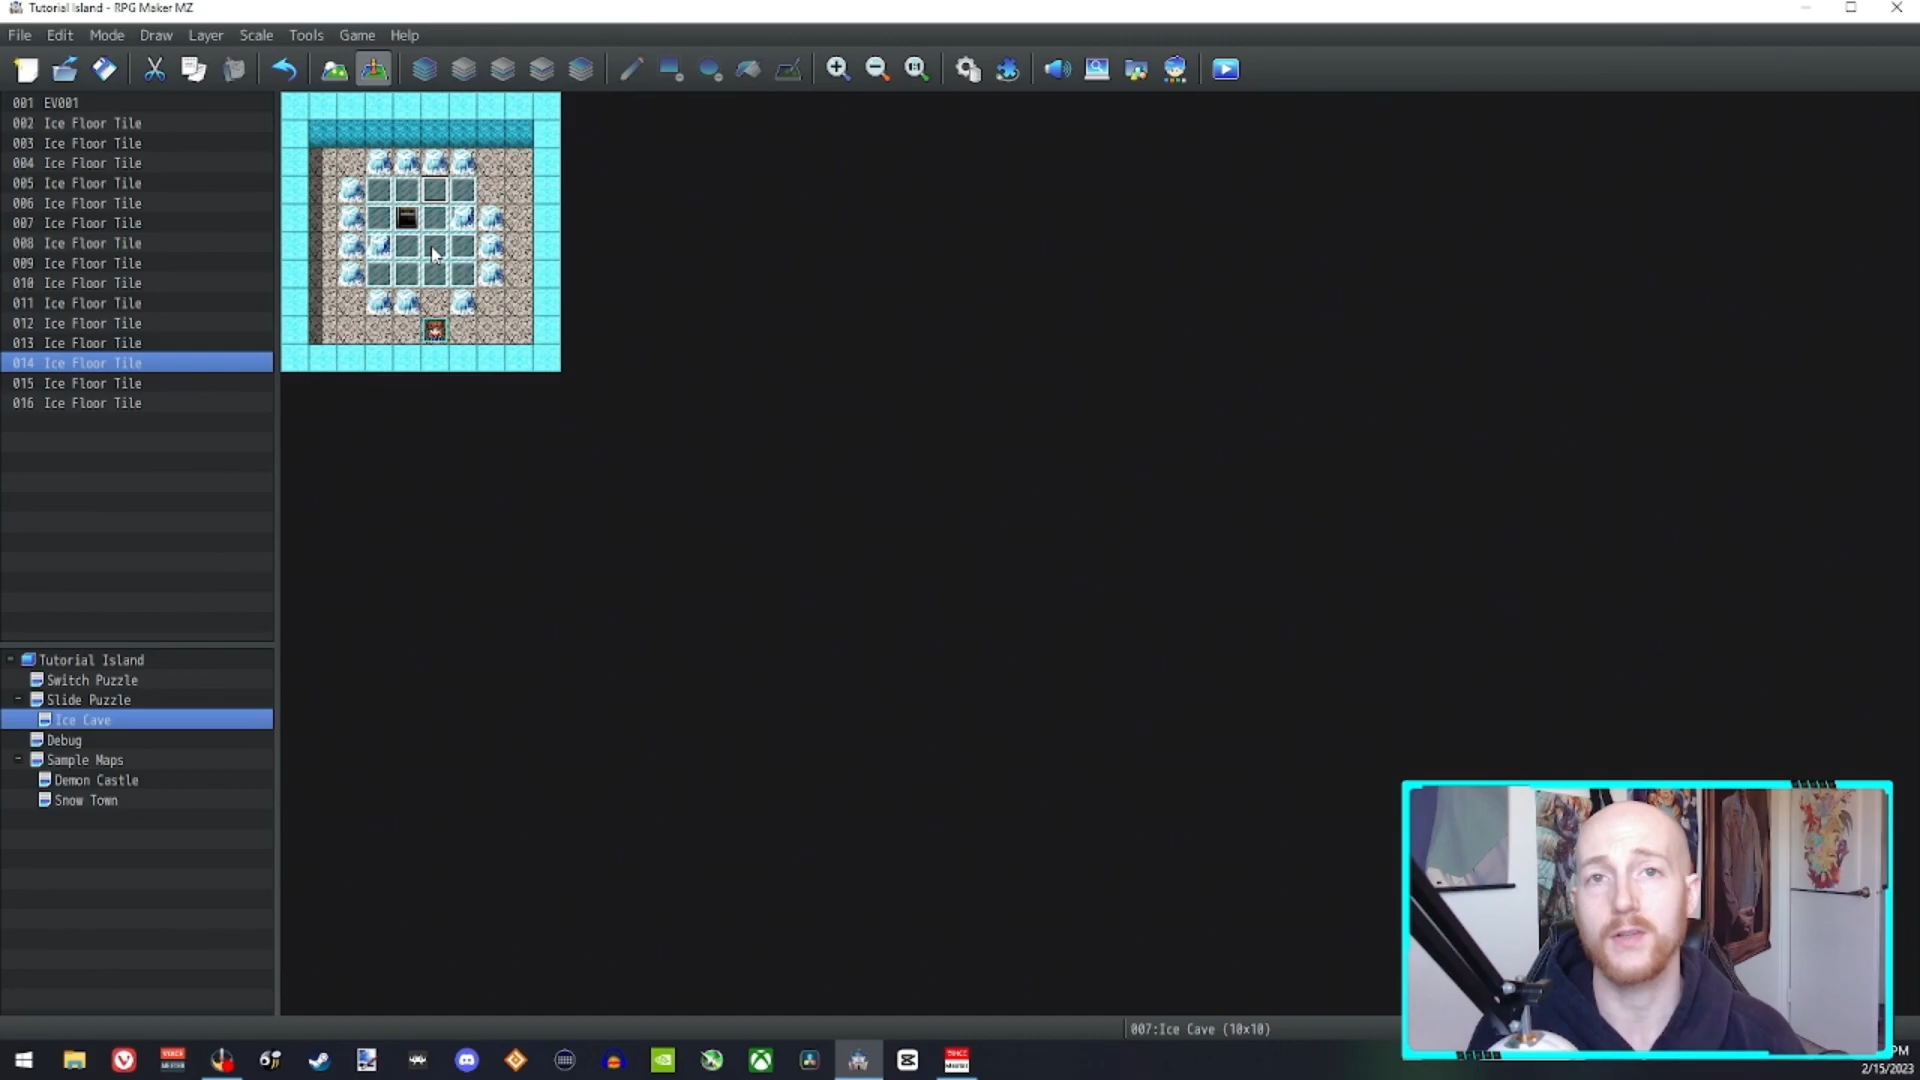 Tutorial Island - RPG Maker MZ
File Edit Mode Draw Layer Scale Tools Game Help
001 EV001
002 Ice Floor Tile
003 Ice Floor Tile
004 Ice Floor Tile
005 Ice Floor Tile
006 Ice Floor Tile
007 Ice Floor Tile
008 Ice Floor Tile
009 Ice Floor Tile
010 Ice Floor Tile
011 Ice Floor Tile
012 Ice Floor Tile
013 Ice Floor Tile
014 Ice Floor Tile
015 Ice Floor Tile
016 Ice Floor Tile
Tutorial Island
Switch Puzzle
Slide Puzzle
Ice Cave
Debug
Sample Maps
Demon Castle
Snow Town
007:Ice Cave (10x10)
PM
2/15/2023